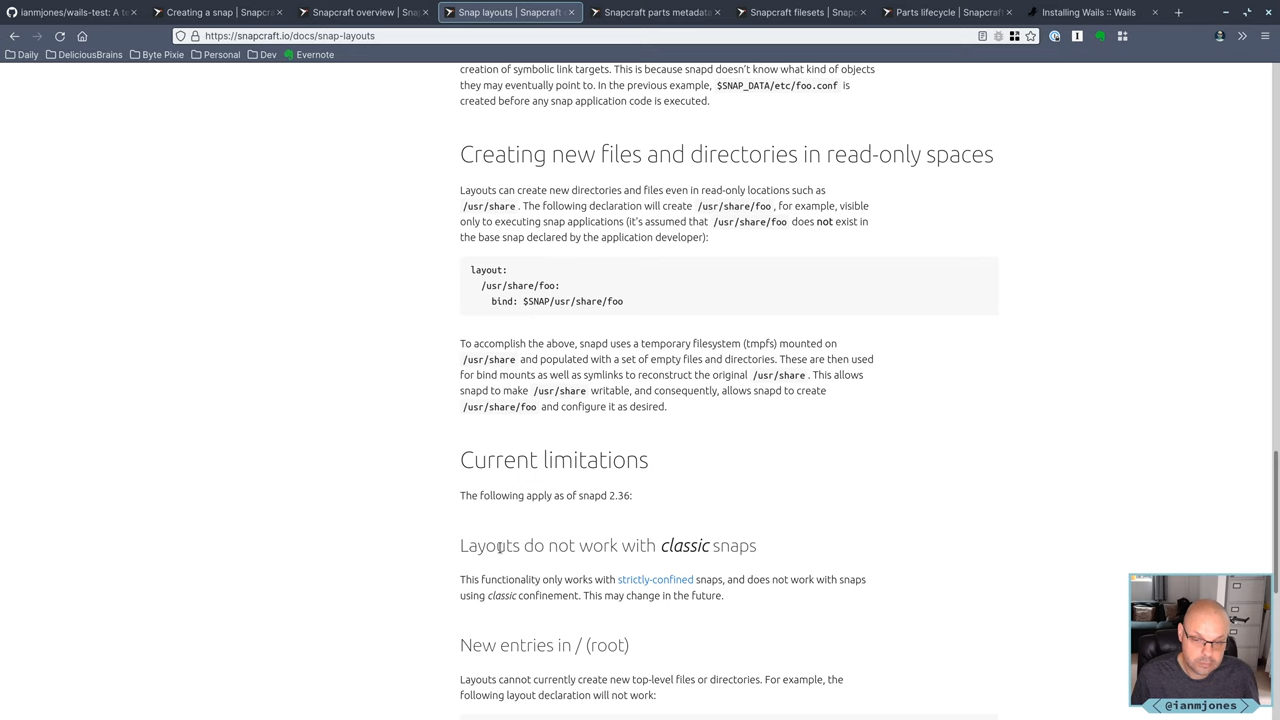 ianmjones/wails-test: A te
Creating a snap | Snapcra
Snapcraft overview | Snap
Snap layouts | Snapcraft
Snapcraft parts metadata
Snapcraft filesets | Snapc
Parts lifecycle | Snapcraf
Installing Wails :: Wails
https://snapcraft.io/docs/snap-layouts
Daily
DeliciousBrains
Byte Pixie
Personal
Dev
Evernote
creation of symbolic link targets. This is because snapd doesn't know what kind of objects
they may eventually point to. In the previous example, $SNAP_DATA/etc/foo.conf is
created before any snap application code is executed.
Creating new files and directories in read-only spaces
Layouts can create new directories and files even in read-only locations such as
/usr/share . The following declaration will create /usr/share/foo , for example, visible
only to executing snap applications (it's assumed that /usr/share/foo does not exist in
the base snap declared by the application developer):
layout:
/usr/share/foo:
bind: $SNAP/usr/share/foo
To accomplish the above, snapd uses a temporary filesystem (tmpfs) mounted on
/usr/share and populated with a set of empty files and directories. These are then used
for bind mounts as well as symlinks to reconstruct the original /usr/share . This allows
snapd to make /usr/share writable, and consequently, allows snapd to create
/usr/share/foo and configure it as desired.
Current limitations
The following apply as of snapd 2.36:
Layouts do not work with classic snaps
This functionality only works with strictly-confined snaps, and does not work with snaps
using classic confinement. This may change in the future.
New entries in / (root)
Layouts cannot currently create new top-level files or directories. For example, the
following layout declaration will not work:
@ianmjones